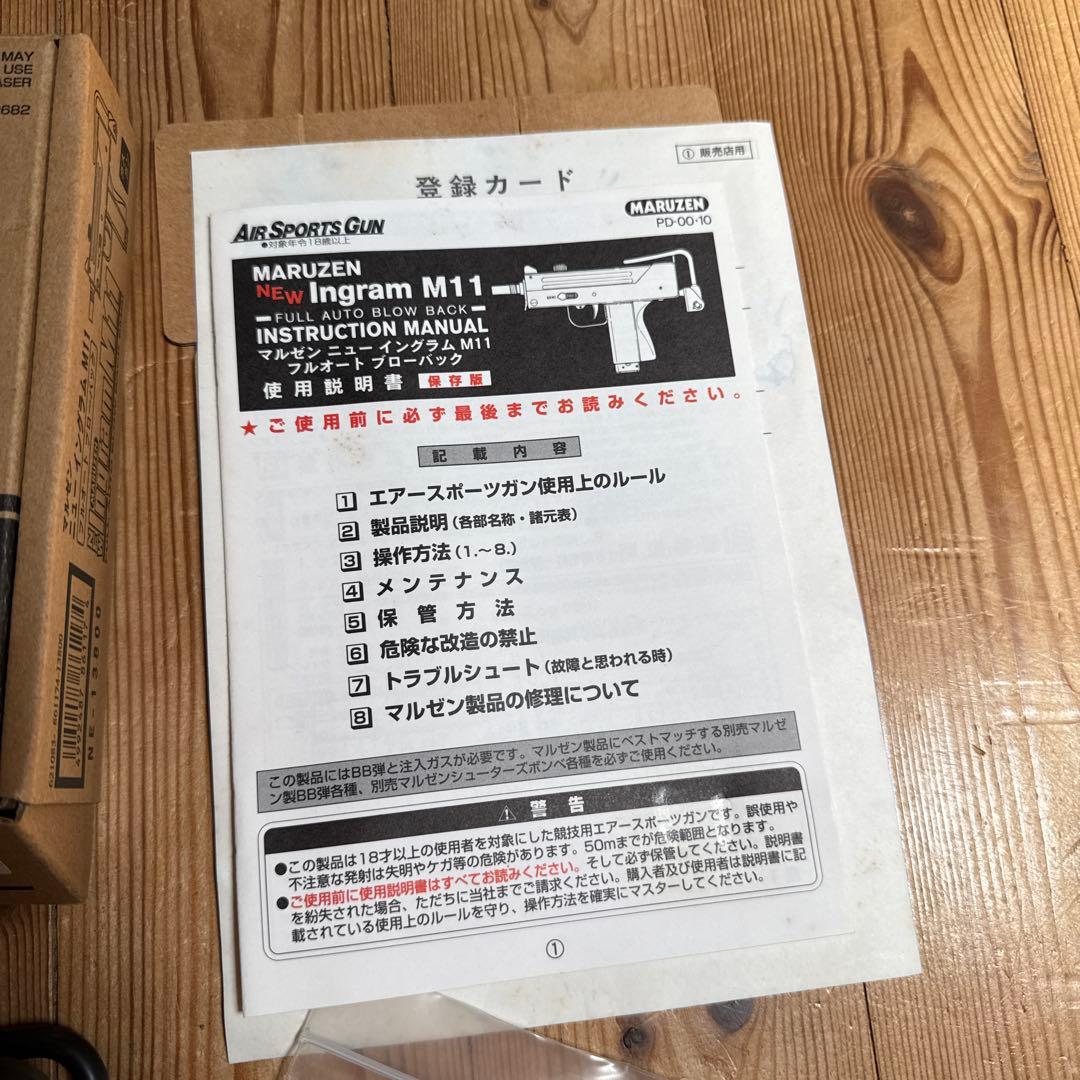 MAY
USE
ASER
682
① 販売店用
登録カード
AIR SPORTS GUN
●対象年令18歳以上
MARUZEN
PD-00-10
MARUZEN
NEW Ingram M11
FULL AUTO BLOW BACK
INSTRUCTION MANUAL
マルゼン ニュー イングラム M11
フルオート ブローバック
使用説明書 保存版
★ご使用前に必ず最後までお読みください。
記載内容
1 エアースポーツガン使用上のルール
2 製品説明(各部名称・諸元表)
3 操作方法(1.～8.)
4 メンテナンス
5 保管方法
6 危険な改造の禁止
7 トラブルシュート(故障と思われる時)
8 マルゼン製品の修理について
この製品にはBB弾と注入ガスが必要です。マルゼン製品にベストマッチする別売マルゼ
ン製BB弾各種、別売マルゼンシューターズボンベ各種を必ずご使用ください。
⚠ 警告
●この製品は18才以上の使用者を対象にした競技用エアースポーツガンです。誤使用や
不注意な発射は失明やケガ等の危険があります。50mまでが危険範囲となります。
●ご使用前に使用説明書はすべてお読みください。そして必ず保管してください。説明書
を紛失された場合、ただちに当社までご請求ください。購入者及び使用者は説明書に記
載されている使用上のルールを守り、操作方法を確実にマスターしてください。
①
NE-13800